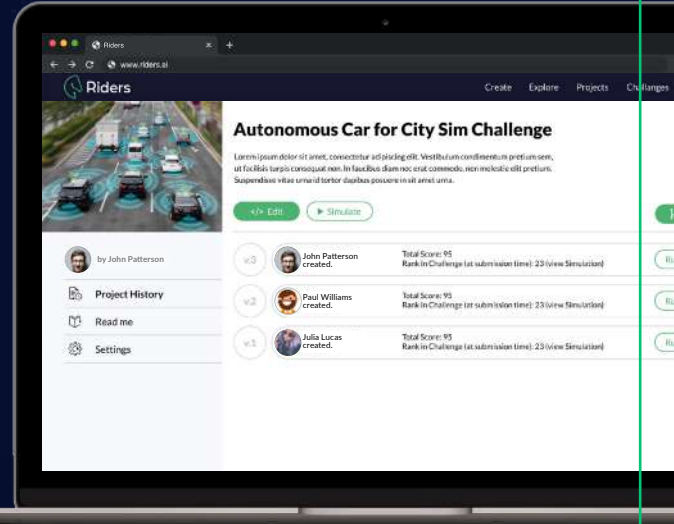 Riders
www.riders.ai
Riders
Create Explore Projects Challanges
Autonomous Car for City Sim Challenge
Lorem ipsum dolor sit amet, consectetur adipiscing elit. Vestibulum condimentum pretium sem,
ut facilisis turpis consequat non. In faucibus diam nec erat commodo, non molestie elit pretium.
Suspendisse vitae urna id tortor dapibus posuere in sit amet urna.
</> Edit
Simulate
by John Patterson
Project History
Read me
Settings
v.3
John Patterson
created.
Total Score: 95
Rank in Challenge (at submission time): 23 (view Simulation)
Ru
v.2
Paul Williams
created.
Total Score: 95
Rank in Challenge (at submission time): 23 (view Simulation)
Ru
v.1
Julia Lucas
created.
Total Score: 95
Rank in Challenge (at submission time): 23 (view Simulation)
Ru